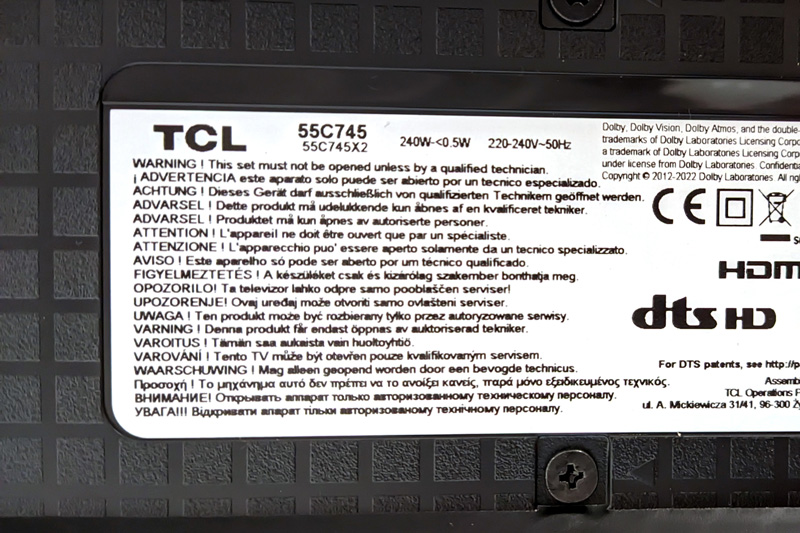 TCL
55C745
55C745X2
240W-<0.5W 220-240V~50Hz
WARNING ! This set must not be opened unless by a qualified technician.
¡ ADVERTENCIA este aparato solo puede ser abierto por un tecnico especializado.
ACHTUNG ! Dieses Gerät darf ausschließlich von qualifizierten Technikem geöffnet werden.
ADVARSEL ! Dette produkt må udelukkende kun åbnes af en kvalificeret tekniker.
ADVARSEL ! Produktet må kun åpnes av autoriserte personer.
ATTENTION ! L'appareil ne doit être ouvert que par un spécialiste.
ATTENZIONE ! L'apparecchio puo' essere aperto solamente da un tecnico specializzato.
AVISO ! Este aparelho só pode ser aberto por um técnico qualificado.
FIGYELMEZTETÉS ! A készüléket csak és kizárólag szakember bonthatja meg.
OPOZORILO! Ta televizor lahko odpre samo pooblaščen serviser!
UPOZORENJE! Ovaj uređaj može otvoriti samo ovlašteni serviser.
UWAGA ! Ten produkt może być rozbierany tylko przez autoryzowane serwisy.
VARNING ! Denna produkt får endast öppnas av auktoriserad tekniker.
VAROITUS ! Tämän saa aukaista vain huoltoyhtiö.
VAROVÁNÍ ! Tento TV může být otevřen pouze kvalifikovaným servisem.
WAARSCHUWING ! Mag alleen geopend worden door een bevogde technicus.
Προσοχή ! Το μηχάνημα αυτό δεν πρέπει να το ανοίξει κανείς, παρά μόνο εξειδικευμένος τεχνικός.
ВНИМАНИЕ! Открывать аппарат только авторизованному техническому персоналу.
УВАГА!!! Відкривати апарат тільки авторизованому технічному персоналу.
Dolby, Dolby Vision, Dolby Atmos, and the double-
trademarks of Dolby Laboratories Licensing Corpo
a trademark of Dolby Laboratories Licensing Corp
under license from Dolby Laboratories. Confidentia
Copyright © 2012-2022 Dolby Laboratories. All righ
CE
HDM
dts HD
For DTS patents, see http://p
Assemb
TCL Operations P
ul. A. Mickiewicza 31/41, 96-300 Ż